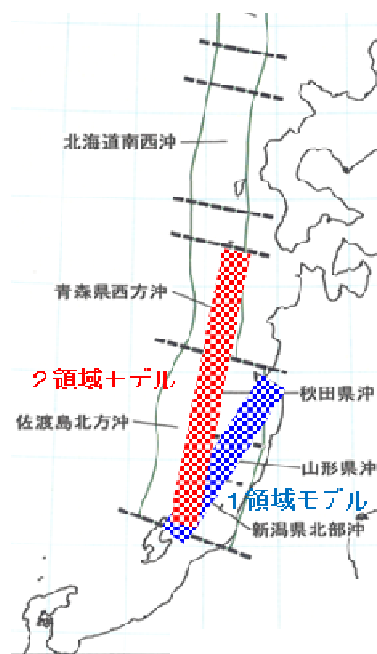 北海道南西沖
青森県西方沖
２領域モデル
秋田県沖
佐渡島北方沖
山形県沖
１領域モデル
新潟県北部沖